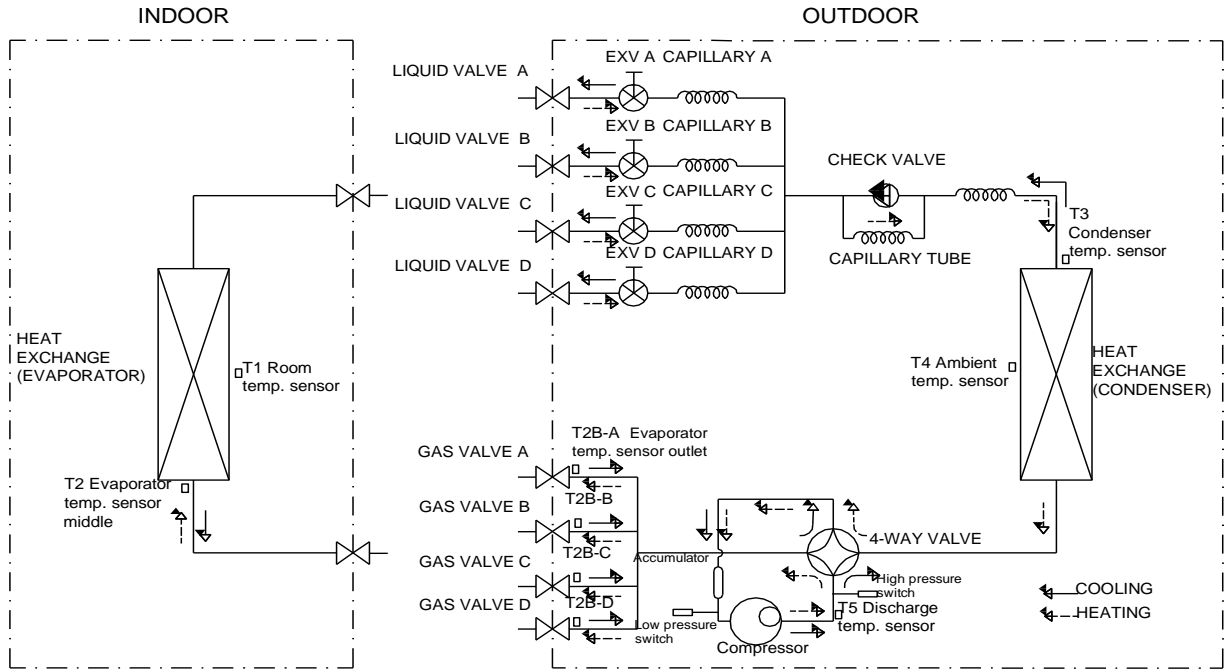 INDOOR
OUTDOOR
LIQUID VALVE A
EXV A CAPILLARY A
LIQUID VALVE B
EXV B CAPILLARY B
LIQUID VALVE C
EXV C CAPILLARY C
LIQUID VALVE D
EXV D CAPILLARY D
CHECK VALVE
CAPILLARY TUBE
T3
Condenser
temp. sensor
HEAT
EXCHANGE
(EVAPORATOR)
T1 Room
temp. sensor
T4 Ambient
temp. sensor
HEAT
EXCHANGE
(CONDENSER)
T2 Evaporator
temp. sensor
middle
GAS VALVE A
T2B-A Evaporator
temp. sensor outlet
GAS VALVE B
T2B-B
GAS VALVE C
T2B-C
GAS VALVE D
T2B-D
Accumulator
4-WAY VALVE
High pressure
switch
Low pressure
switch
T5 Discharge
temp. sensor
Compressor
COOLING
HEATING